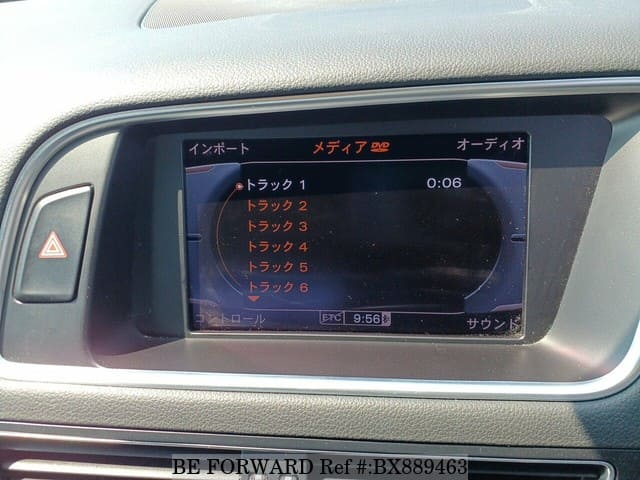 インポート メディア DVD オーディオ
トラック 1 0:06
トラック 2
トラック 3
トラック 4
トラック 5
トラック 6
コントロール ETC 9:56 サウンド
BE FORWARD Ref #:BX889463